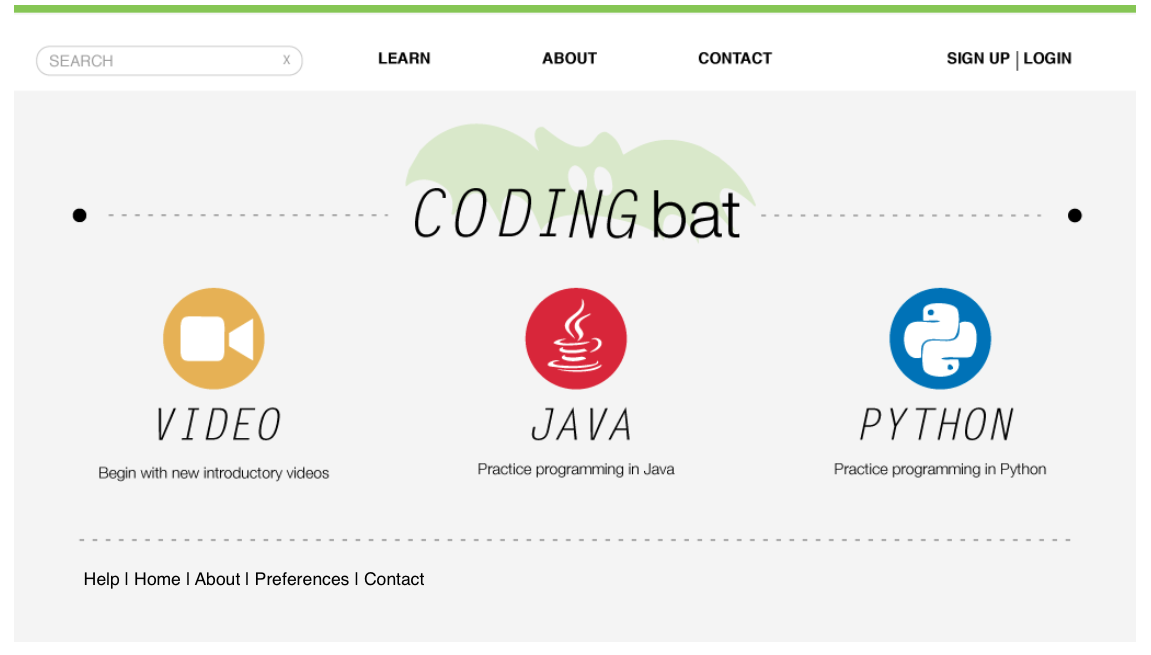 SEARCH x LEARN ABOUT CONTACT SIGN UP | LOGIN
CODING bat
VIDEO JAVA PYTHON
Begin with new introductory videos Practice programming in Java Practice programming in Python
Help | Home | About | Preferences | Contact